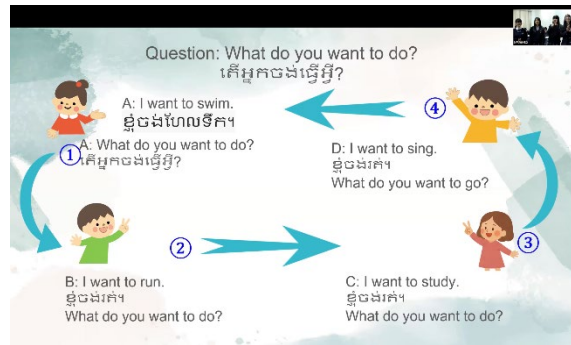 Question: What do you want to do?
តើអ្នកចង់ធ្វើអ្វី?
A: I want to swim.
ខ្ញុំចង់ហែលទឹក។
① A: What do you want to do?
តើអ្នកចង់ធ្វើអ្វី?
②
B: I want to run.
ខ្ញុំចង់រត់។
What do you want to do?
③
C: I want to study.
ខ្ញុំចង់រត់។
What do you want to do?
④
D: I want to sing.
ខ្ញុំចង់រត់។
What do you want to go?